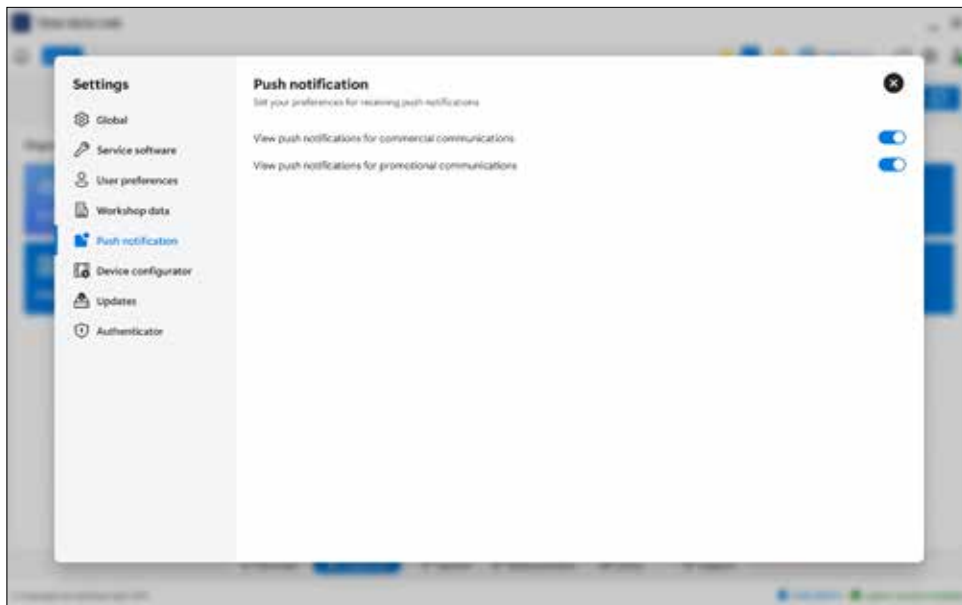 Settings
Global
Service software
User preferences
Workshop data
Push notification
Device configurator
Updates
Authenticator
Push notification
Set your preferences for receiving push notifications
View push notifications for commercial communications
View push notifications for promotional communications